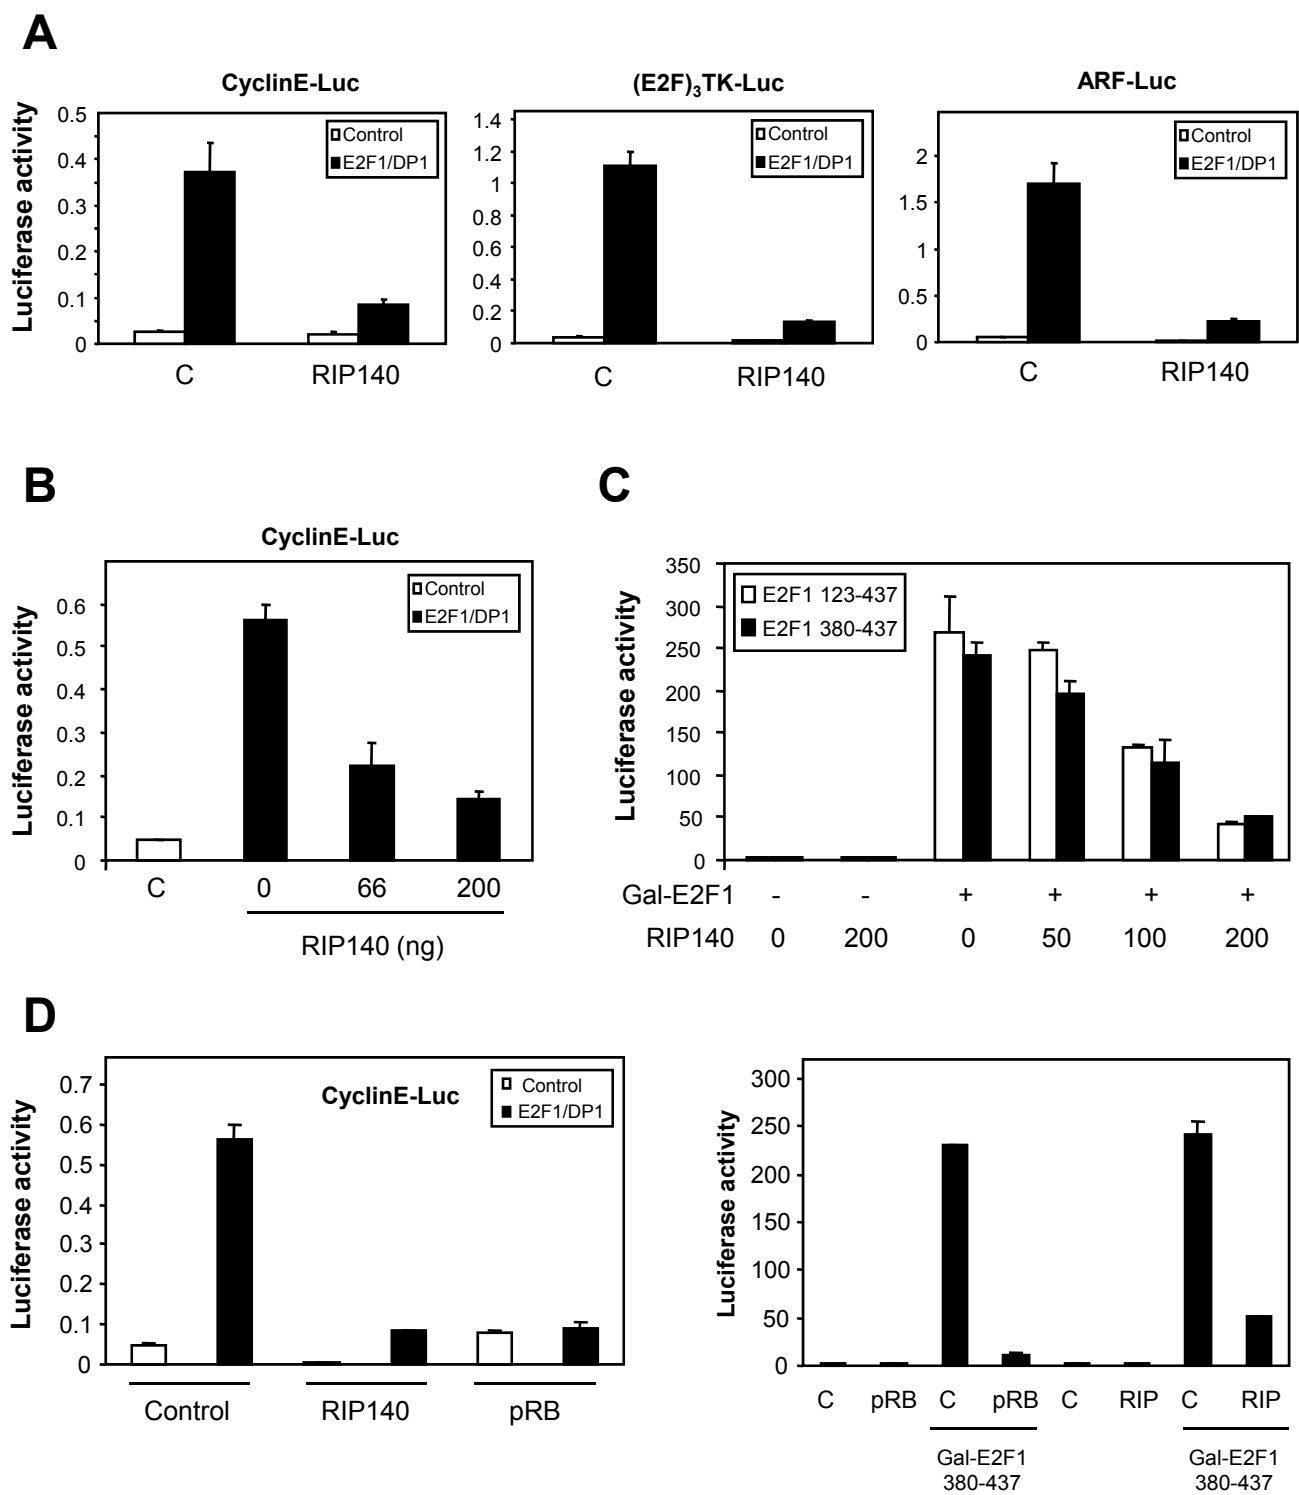 A
CyclinE-Luc
(E2F)3TK-Luc
ARF-Luc
Luciferase activity
0.5
0.4
0.3
0.2
0.1
0
Control
E2F1/DP1
C RIP140
1.4
1.2
1
0.8
0.6
0.4
0.2
0
Control
E2F1/DP1
C RIP140
2
1.5
1
0.5
0
Control
E2F1/DP1
C RIP140
B
CyclinE-Luc
Luciferase activity
0.6
0.5
0.4
0.3
0.2
0.1
0
Control
E2F1/DP1
C 0 66 200
RIP140 (ng)
C
Luciferase activity
350
300
250
200
150
100
50
0
E2F1 123-437
E2F1 380-437
Gal-E2F1 - - + + + +
RIP140 0 200 0 50 100 200
D
CyclinE-Luc
Luciferase activity
0.7
0.6
0.5
0.4
0.3
0.2
0.1
0
Control
E2F1/DP1
Control RIP140 pRB
Luciferase activity
300
250
200
150
100
50
0
C pRB C pRB C RIP C RIP
Gal-E2F1
380-437
Gal-E2F1
380-437